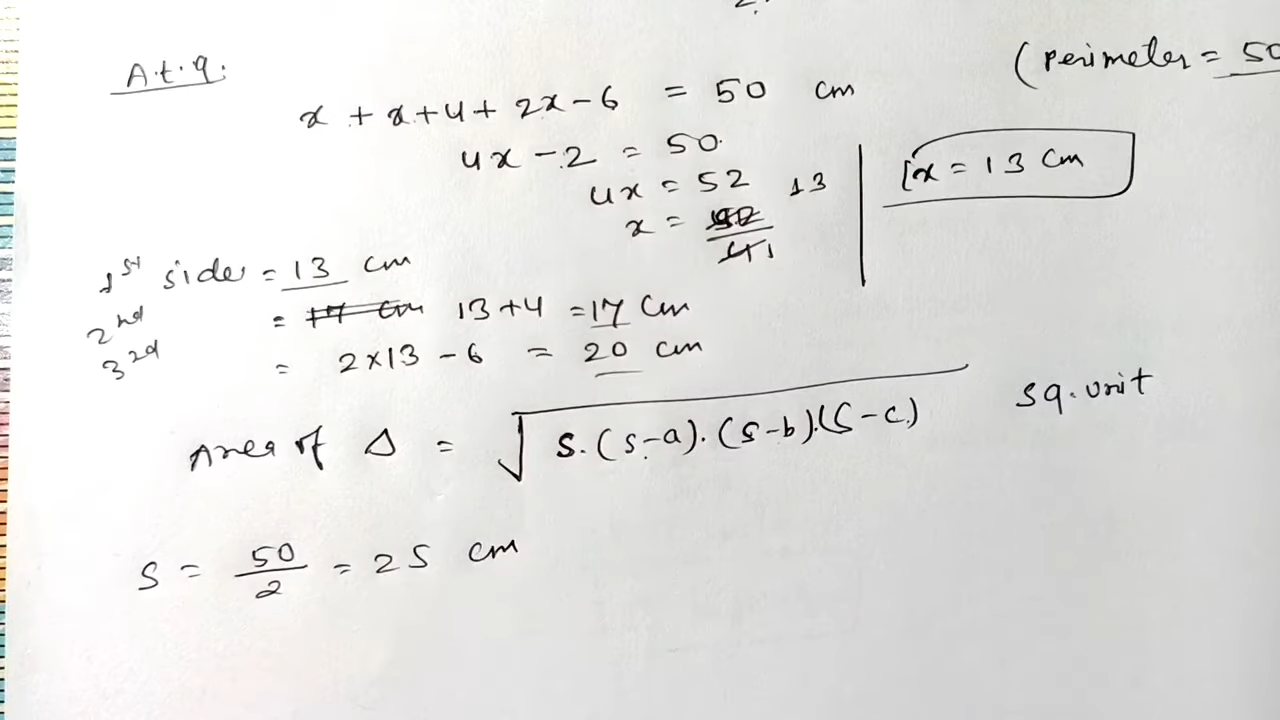 A.t.q.
(perimeter = 50
x + x + 4 + 2x - 6 = 50 cm
4x - 2 = 50
4x = 52
x = 52/4 13
x = 13 cm
1st side = 13 cm
2nd = 17 cm 13 + 4 = 17 cm
3rd = 2x13 - 6 = 20 cm
Area of Δ = √s.(s-a).(s-b).(s-c) sq. unit
S = 50/2 = 25 cm